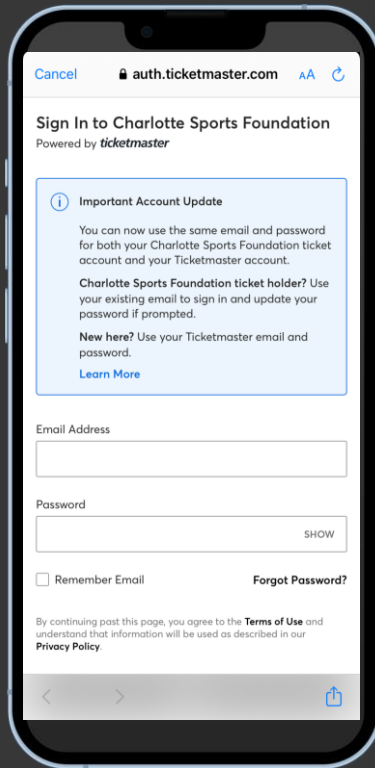 Cancel auth.ticketmaster.com AA
Sign In to Charlotte Sports Foundation
Powered by ticketmaster
Important Account Update
You can now use the same email and password
for both your Charlotte Sports Foundation ticket
account and your Ticketmaster account.
Charlotte Sports Foundation ticket holder? Use
your existing email to sign in and update your
password if prompted.
New here? Use your Ticketmaster email and
password.
Learn More
Email Address
Password
SHOW
Remember Email Forgot Password?
By continuing past this page, you agree to the Terms of Use and
understand that information will be used as described in our
Privacy Policy.